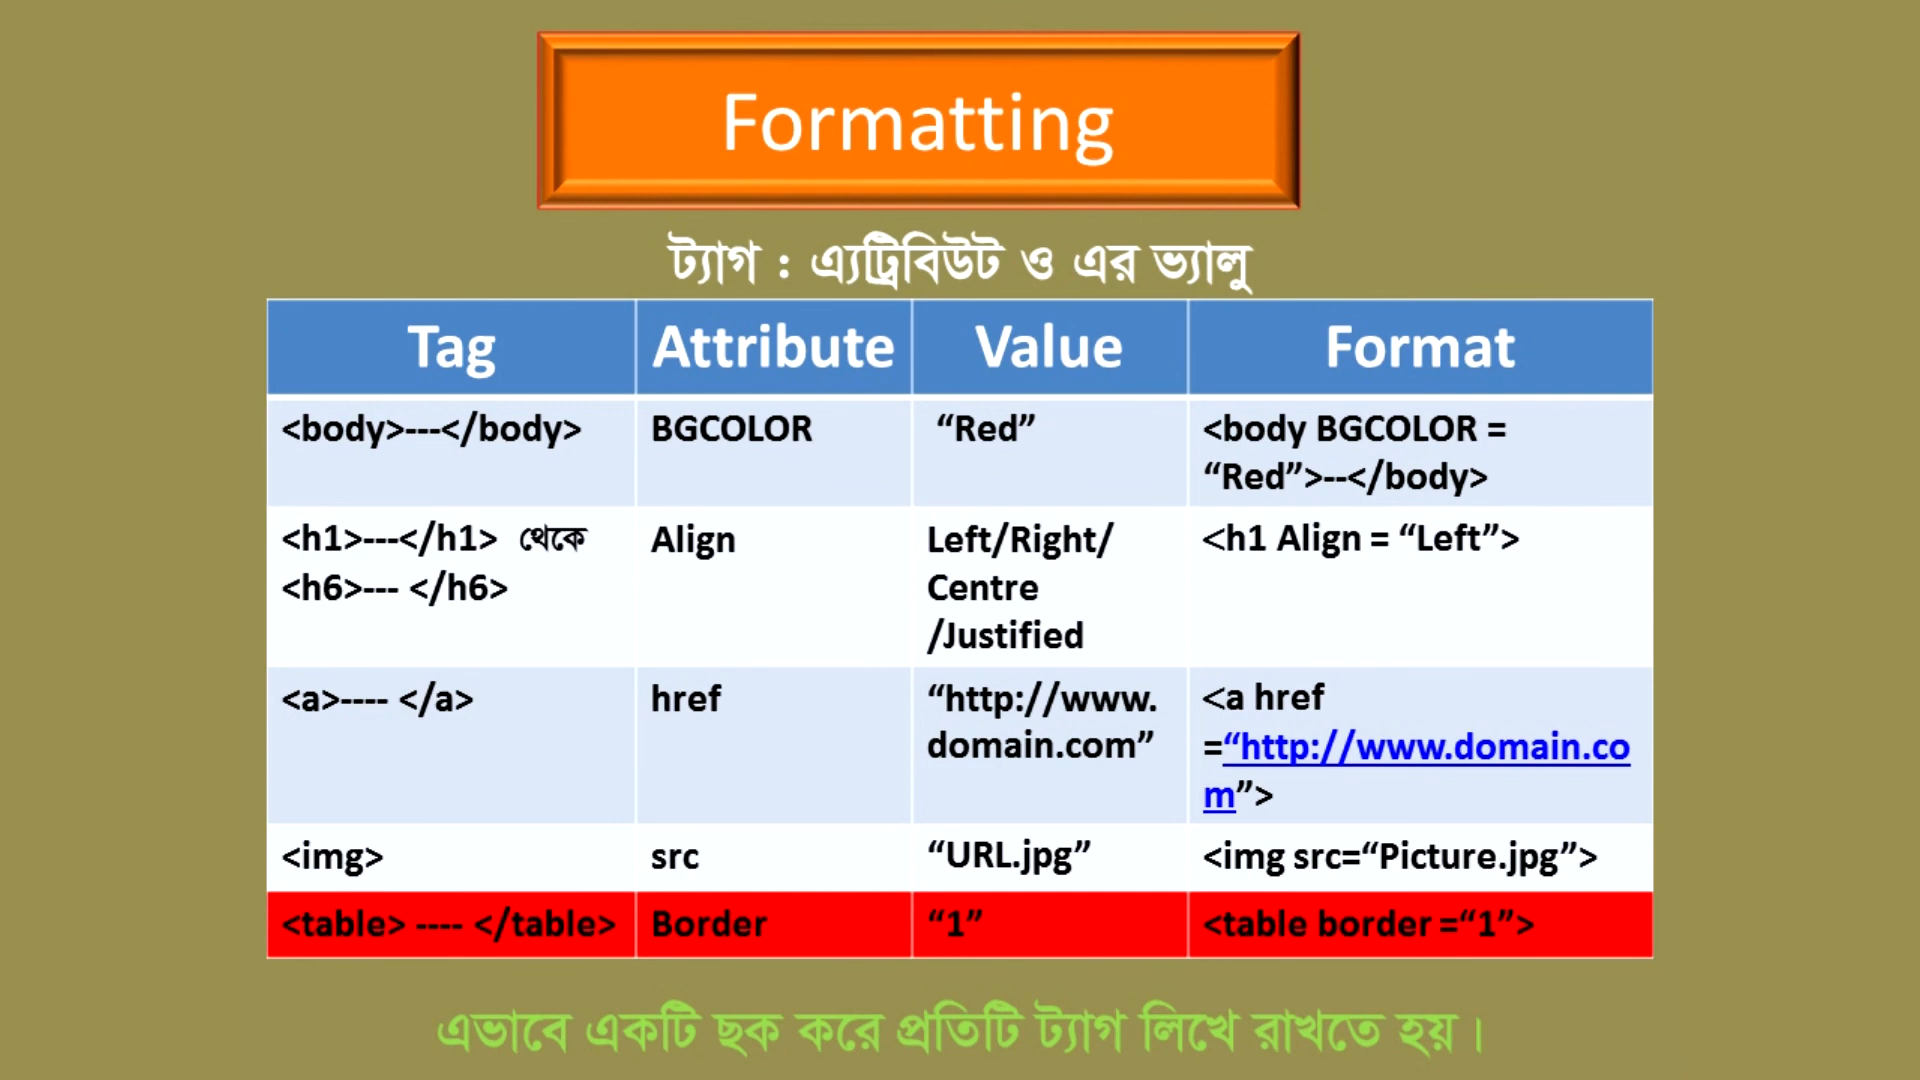 Formatting
ট্যাগ : এ্যট্রিবিউট ও এর ভ্যালু
Tag Attribute Value Format
<body>---</body> BGCOLOR “Red” <body BGCOLOR =
“Red”>--</body>
<h1>---</h1> থেকে Align Left/Right/ <h1 Align = “Left”>
<h6>--- </h6> Centre
/Justified
<a>---- </a> href “http://www. <a href
domain.com” =“http://www.domain.co
m”>
<img> src “URL.jpg” <img src=“Picture.jpg”>
<table> ---- </table> Border “1” <table border =“1”>
এভাবে একটি ছক করে প্রতিটি ট্যাগ লিখে রাখতে হয়।